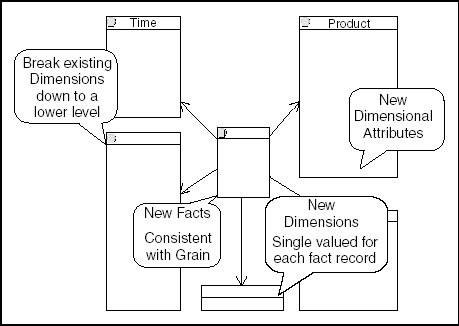 Time
Product
Break existing
Dimensions
down to a
lower level
New
Dimensional
Attributes
New Facts
Consistent
with Grain
New
Dimensions
Single valued for
each fact record